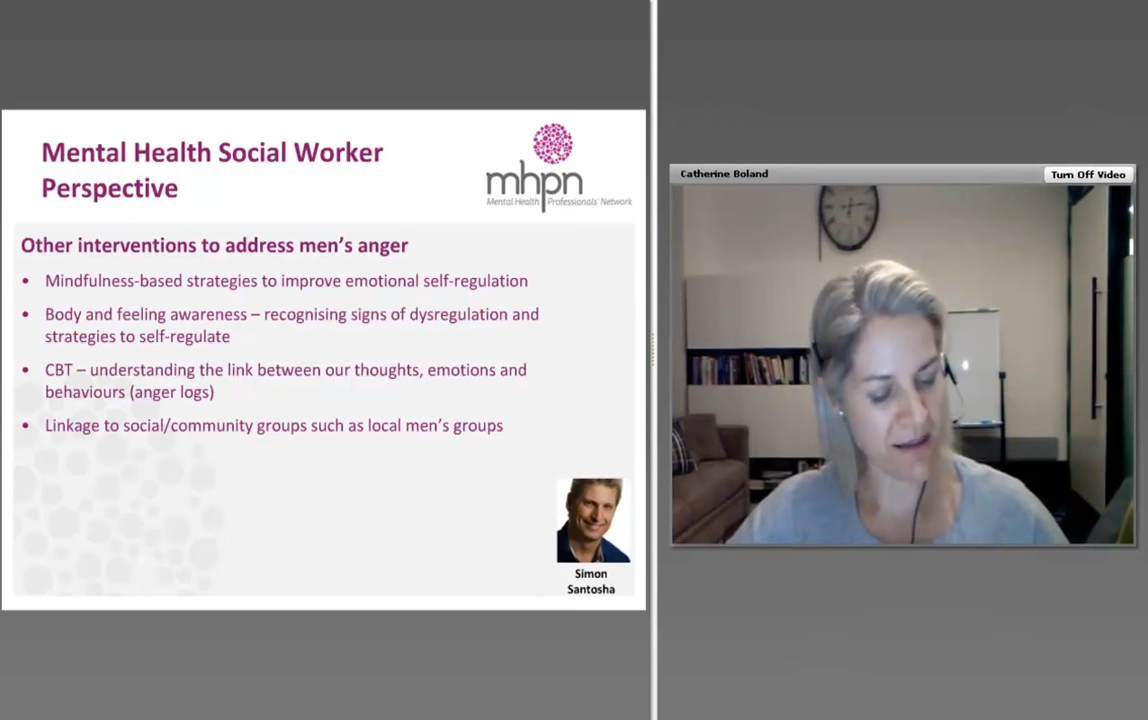 Mental Health Social Worker
Perspective
mhpn
Mental Health Professionals' Network
Other interventions to address men's anger
• Mindfulness-based strategies to improve emotional self-regulation
• Body and feeling awareness – recognising signs of dysregulation and
strategies to self-regulate
• CBT – understanding the link between our thoughts, emotions and
behaviours (anger logs)
• Linkage to social/community groups such as local men's groups
Simon
Santosha
Catherine Boland
Turn Off Video